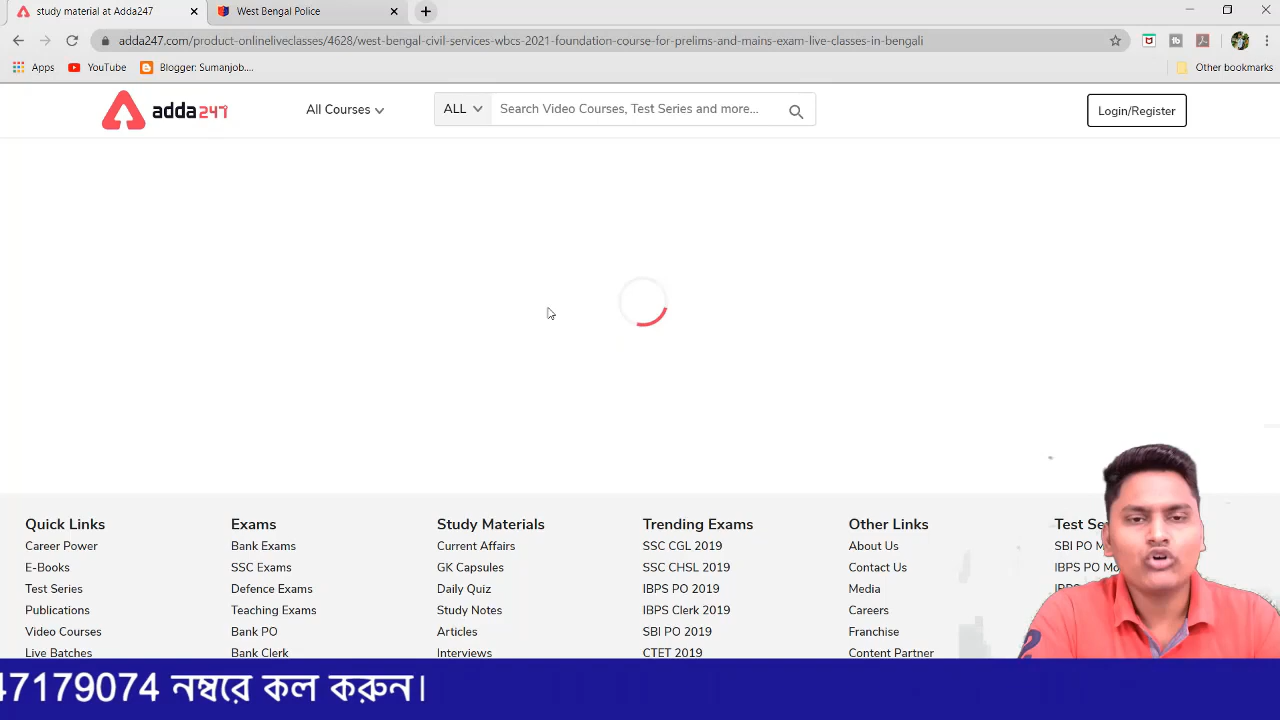 study material at Adda247
West Bengal Police
adda247.com/product-onlineliveclasses/4628/west-bengal-civil-services-wbcs-2021-foundation-course-for-prelims-and-mains-exam-live-classes-in-bengali
Apps YouTube Blogger: Sumanjob.... Other bookmarks
adda247 All Courses ALL Search Video Courses, Test Series and more... Login/Register
Quick Links Exams Study Materials Trending Exams Other Links Test
Career Power Bank Exams Current Affairs SSC CGL 2019 About Us SBI PO
E-Books SSC Exams GK Capsules SSC CHSL 2019 Contact Us IBPS PO
Test Series Defence Exams Daily Quiz IBPS PO 2019 Media
Publications Teaching Exams Study Notes IBPS Clerk 2019 Careers
Video Courses Bank PO Articles SBI PO 2019 Franchise
Live Batches Bank Clerk Interviews CTET 2019 Content Partner
47179074 নম্বরে কল করুন।